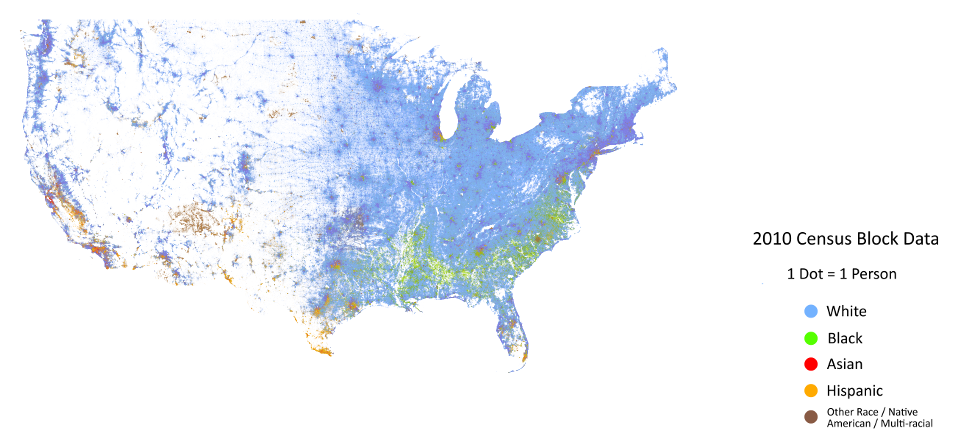 2010 Census Block Data
1 Dot = 1 Person
White
Black
Asian
Hispanic
Other Race / Native
American / Multi-racial